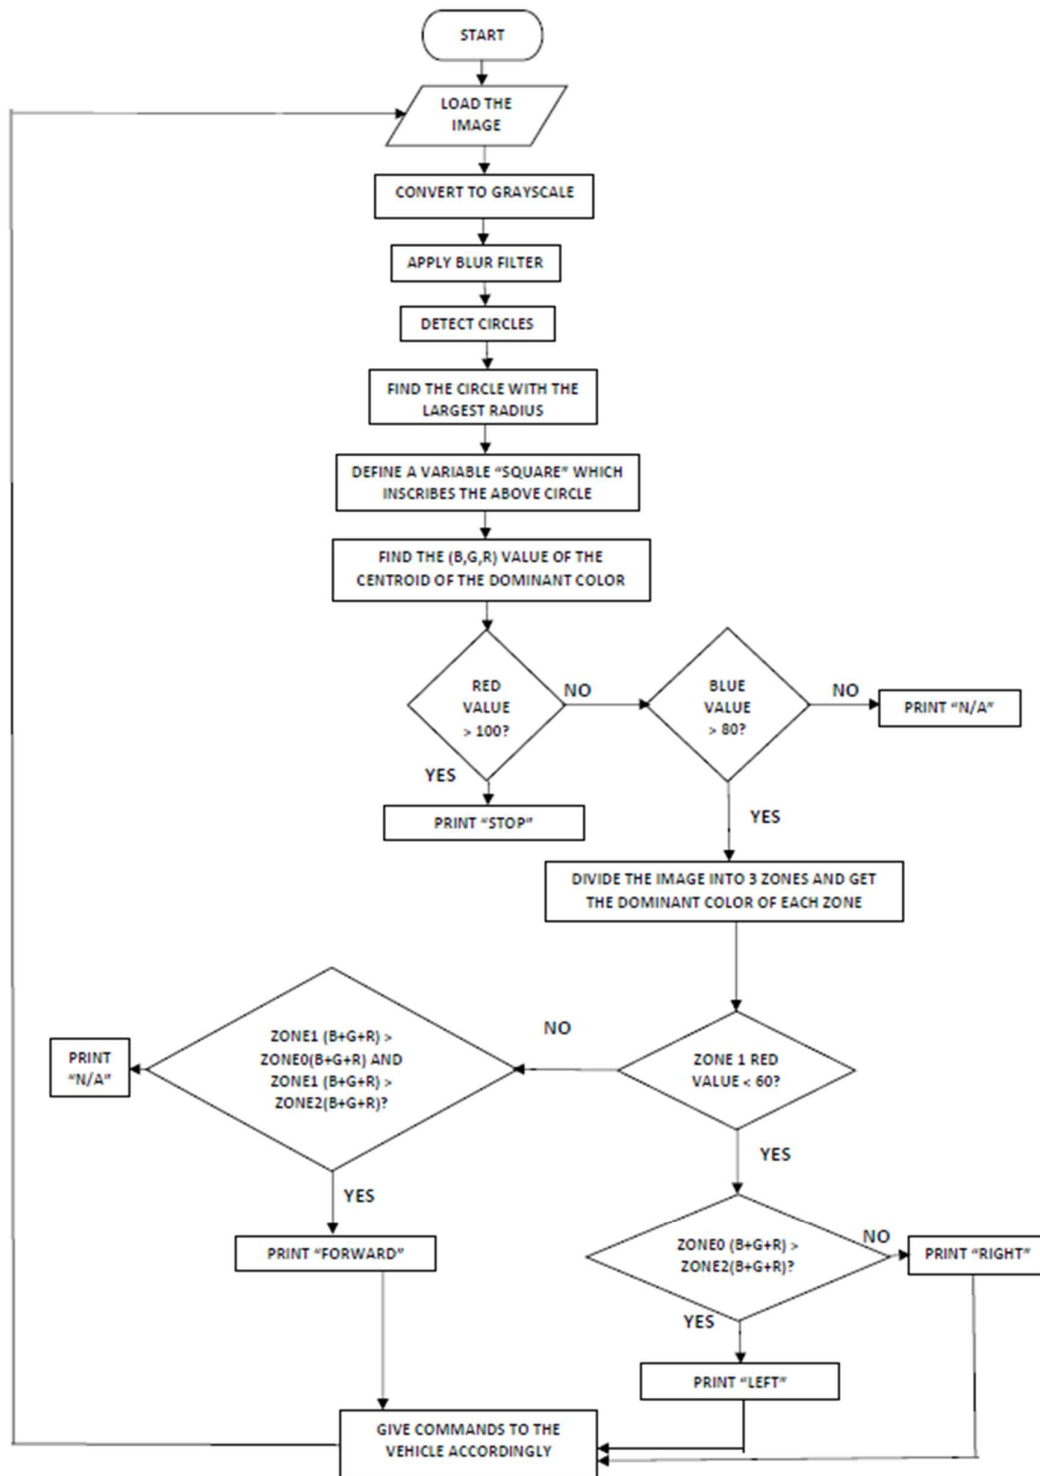 START
LOAD THE
IMAGE
CONVERT TO GRAYSCALE
APPLY BLUR FILTER
DETECT CIRCLES
FIND THE CIRCLE WITH THE
LARGEST RADIUS
DEFINE A VARIABLE “SQUARE” WHICH
INSCRIBES THE ABOVE CIRCLE
FIND THE (B,G,R) VALUE OF THE
CENTROID OF THE DOMINANT COLOR
RED
VALUE
> 100?
NO
BLUE
VALUE
> 80?
NO
PRINT “N/A”
YES
PRINT “STOP”
YES
DIVIDE THE IMAGE INTO 3 ZONES AND GET
THE DOMINANT COLOR OF EACH ZONE
ZONE 1 RED
VALUE < 60?
NO
ZONE1 (B+G+R) >
ZONE0(B+G+R) AND
ZONE1 (B+G+R) >
ZONE2(B+G+R)?
PRINT
“N/A”
YES
PRINT “FORWARD”
YES
ZONE0 (B+G+R) >
ZONE2(B+G+R)?
NO
PRINT “RIGHT”
YES
PRINT “LEFT”
GIVE COMMANDS TO THE
VEHICLE ACCORDINGLY